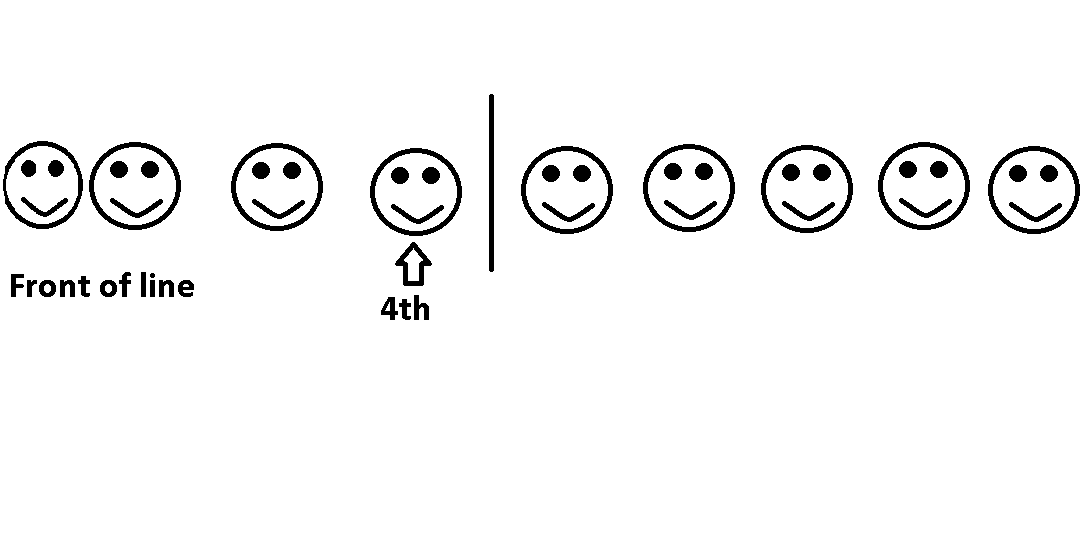 Front of line
4th